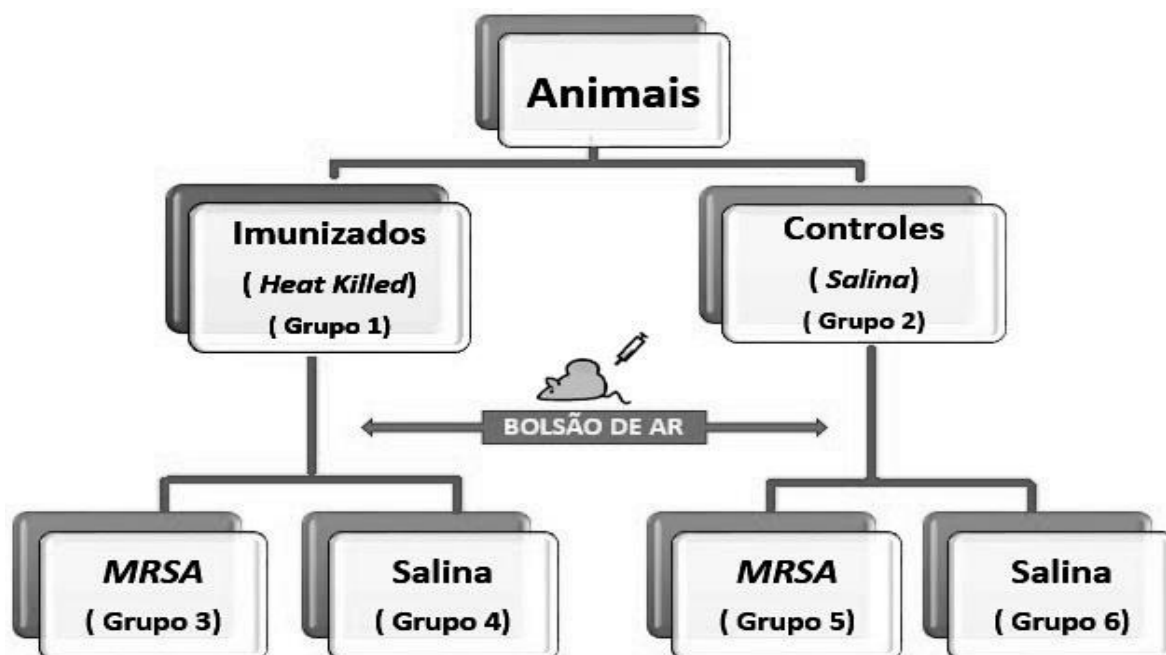 Animais
Imunizados
( Heat Killed)
( Grupo 1)
Controles
( Salina)
( Grupo 2)
BOLSÃO DE AR
MRSA
( Grupo 3)
Salina
( Grupo 4)
MRSA
( Grupo 5)
Salina
( Grupo 6)